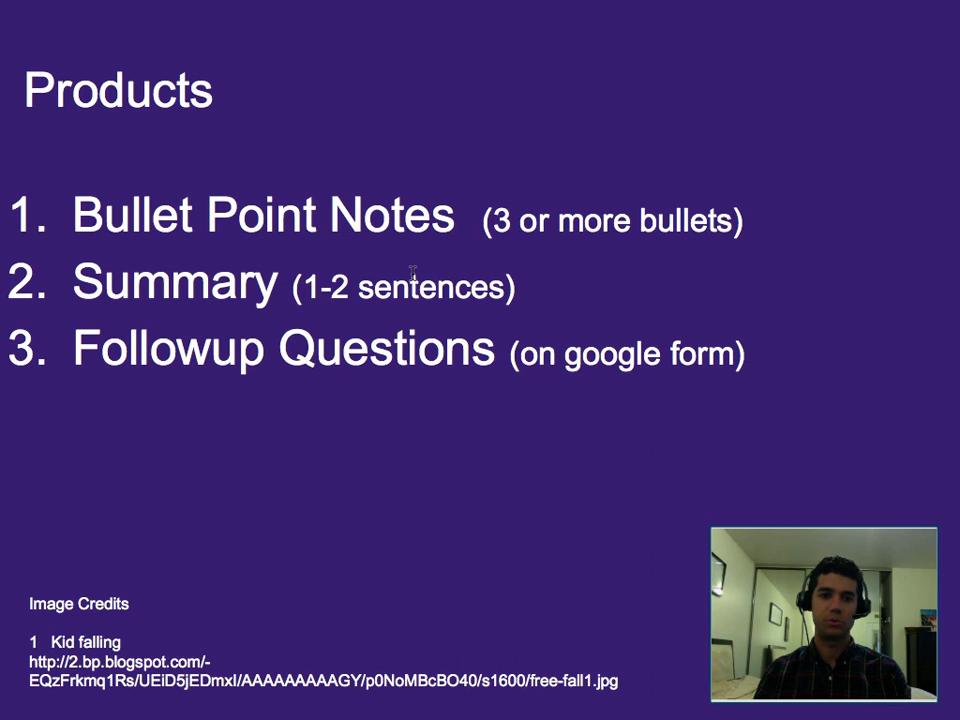 Products
1. Bullet Point Notes (3 or more bullets)
2. Summary (1-2 sentences)
3. Followup Questions (on google form)
Image Credits
1 Kid falling
http://2.bp.blogspot.com/-
EQzFrkmq1Rs/UEiD5jEDmxI/AAAAAAAAAGY/p0NoMBcBO40/s1600/free-fall1.jpg